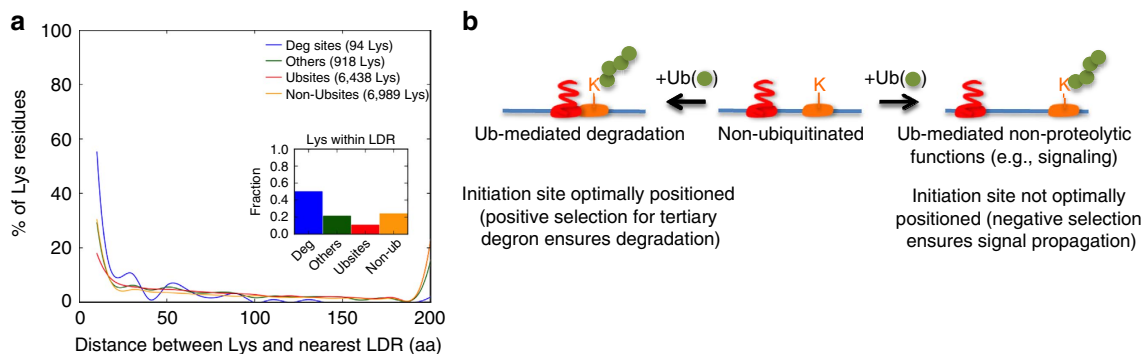 a
100
80
60
40
20
0
% of Lys residues
0
50
100
150
200
Distance between Lys and nearest LDR (aa)
Deg sites (94 Lys)
Others (918 Lys)
Ubsites (6,438 Lys)
Non-Ubsites (6,989 Lys)
Lys within LDR
1.0
0.8
0.6
0.4
0.2
0.0
Fraction
Deg
Others
Ubsites
Non-ub
b
K
+Ub( )
K
+Ub( )
K
Ub-mediated degradation
Non-ubiquitinated
Ub-mediated non-proteolytic
functions (e.g., signaling)
Initiation site optimally positioned
(positive selection for tertiary
degron ensures degradation)
Initiation site not optimally
positioned (negative selection
ensures signal propagation)